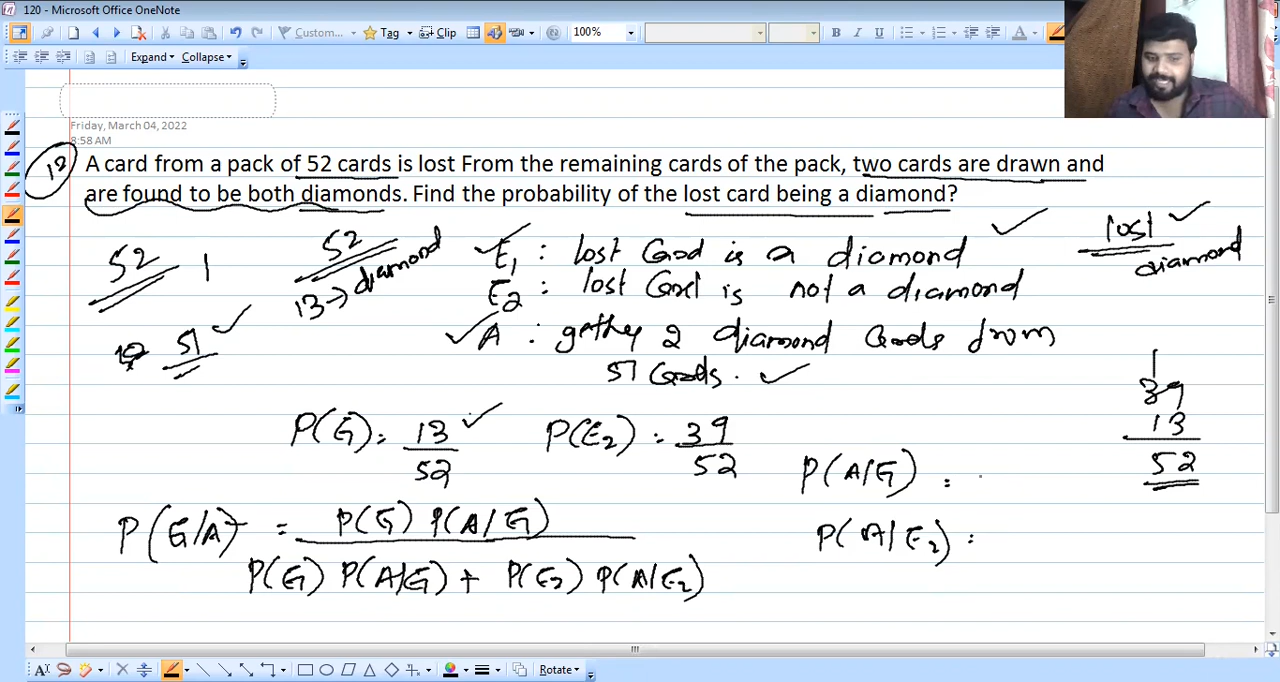 120 - Microsoft Office OneNote
Custom... Tag Clip 100% B I U A
Expand Collapse
Friday, March 04, 2022
8:58 AM
12
A card from a pack of 52 cards is lost From the remaining cards of the pack, two cards are drawn and
are found to be both diamonds. Find the probability of the lost card being a diamond?
52 1
51
52
13 → diamond
E1 : lost Card is a diamond
E2 : lost Card is not a diamond
A : getting 2 diamond Cards from
51 Cards.
lost
diamond
39
13
52
P(E1) = 13/52 P(E2) = 39/52
P(A/E1) =
P(A/E2) =
P(E1/A) = P(E1) P(A/E1)
P(E1) P(A/E1) + P(E2) P(A/E2)
A Rotate